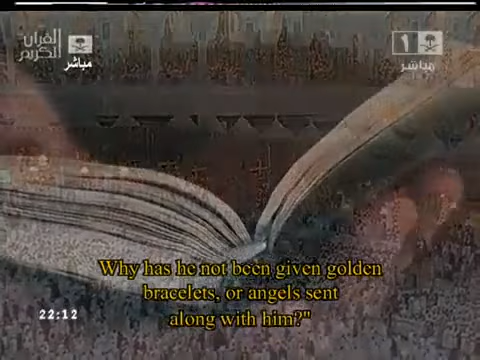 القرآن
الكريم
مباشر
1
مباشر
Why has he not been given golden
bracelets, or angels sent
along with him?"
22:12